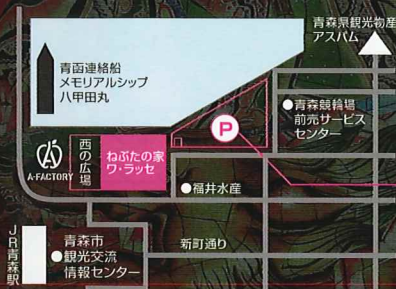 青森県観光物産
アスパム
青函連絡船
メモリアルシップ
八甲田丸
青森競輪場
前売サービス
センター
P
A-FACTORY
西の広場
ねぶたの家
ワ・ラッセ
福井水産
JR青森駅
青森市
観光交流
情報センター
新町通り